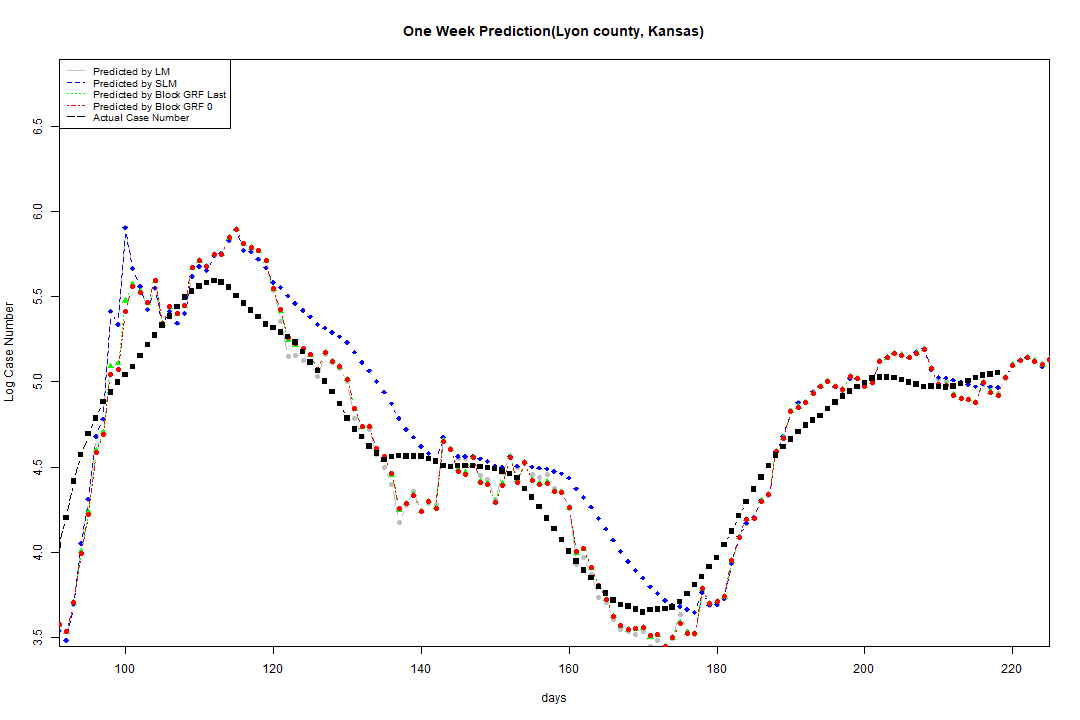 One Week Prediction(Lyon county, Kansas)
Predicted by LM
Predicted by SLM
Predicted by Block GRF Last
Predicted by Block GRF 0
Actual Case Number
6.5
6.0
5.5
5.0
4.5
4.0
3.5
Log Case Number
100 120 140 160 180 200 220
days